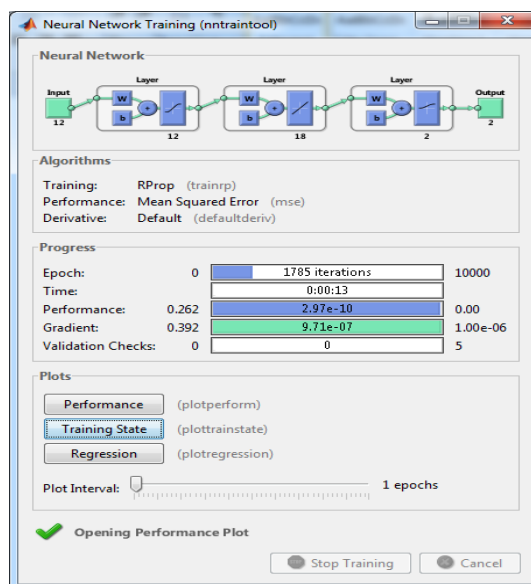 Neural Network Training (nntraintool)
Neural Network
Layer Layer Layer
Input W b W b W b Output
12 12 18 2 2
Algorithms
Training: RProp (trainrp)
Performance: Mean Squared Error (mse)
Derivative: Default (defaultderiv)
Progress
Epoch: 0 1785 iterations 10000
Time: 0:00:13
Performance: 0.262 2.97e-10 0.00
Gradient: 0.392 9.71e-07 1.00e-06
Validation Checks: 0 0 5
Plots
Performance (plotperform)
Training State (plottrainstate)
Regression (plotregression)
Plot Interval: 1 epochs
Opening Performance Plot
Stop Training Cancel